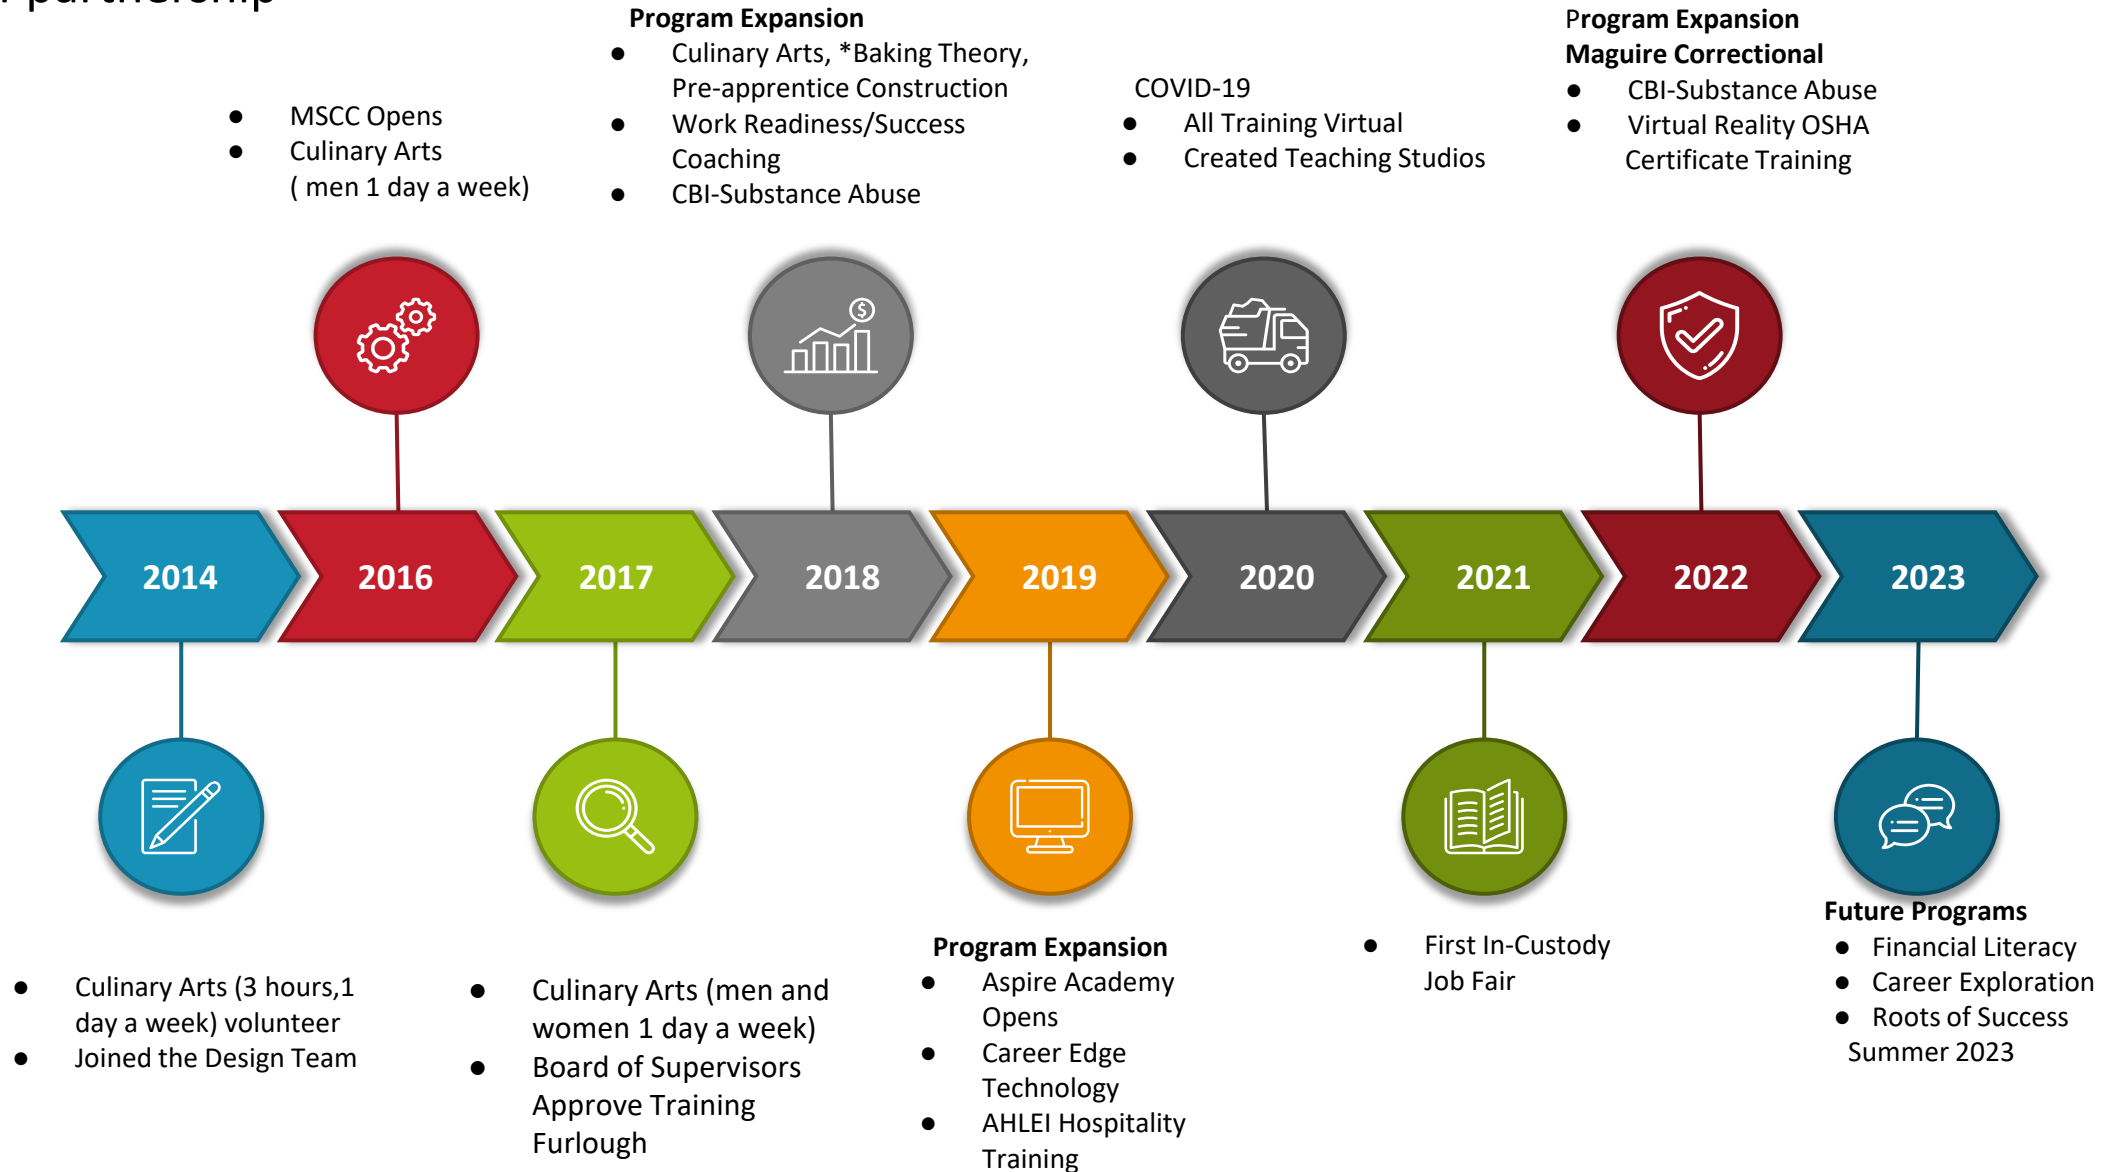 partnership
Program Expansion
● Culinary Arts, *Baking Theory,
Pre-apprentice Construction
● Work Readiness/Success
Coaching
● CBI-Substance Abuse
Program Expansion
Maguire Correctional
● CBI-Substance Abuse
● Virtual Reality OSHA
Certificate Training
● MSCC Opens
● Culinary Arts
( men 1 day a week)
COVID-19
● All Training Virtual
● Created Teaching Studios
$
2014
2016
2017
2018
2019
2020
2021
2022
2023
● Culinary Arts (3 hours,1
day a week) volunteer
● Joined the Design Team
● Culinary Arts (men and
women 1 day a week)
● Board of Supervisors
Approve Training
Furlough
Program Expansion
● Aspire Academy
Opens
● Career Edge
Technology
● AHLEI Hospitality
Training
● First In-Custody
Job Fair
Future Programs
● Financial Literacy
● Career Exploration
● Roots of Success
Summer 2023